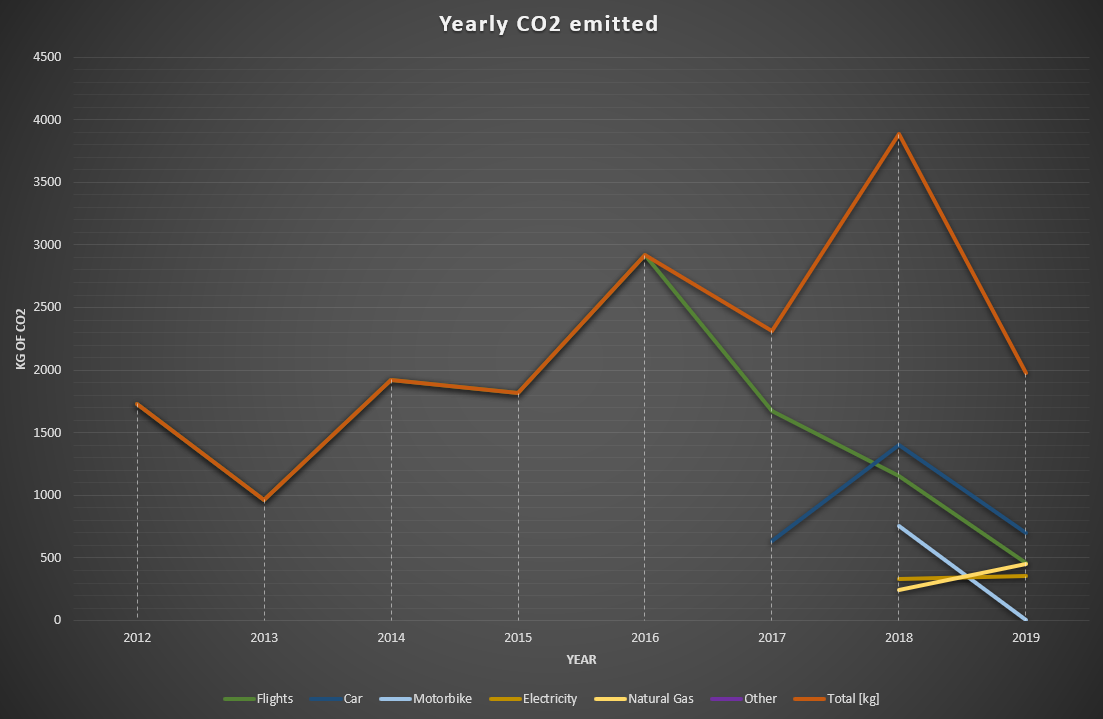 Yearly CO2 emitted
4500
4000
3500
3000
2500
2000
1500
1000
500
0
KG OF CO2
2012 2013 2014 2015 2016 2017 2018 2019
YEAR
Flights Car Motorbike Electricity Natural Gas Other Total [kg]